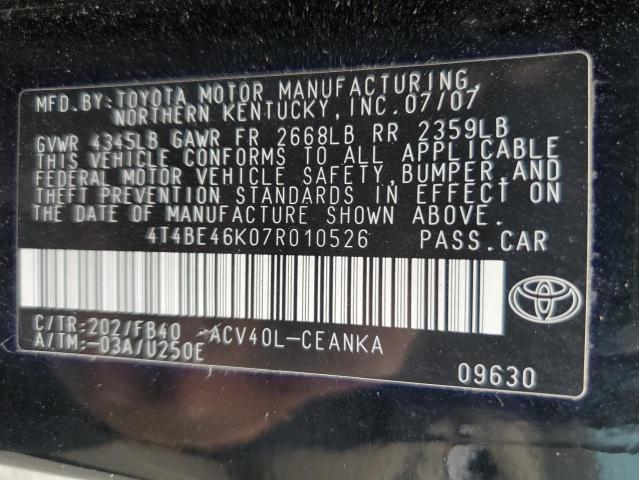 MFD.BY:TOYOTA MOTOR MANUFACTURING,
NORTHERN KENTUCKY, INC. 07/07
GVWR 4345LB GAWR FR 2668LB RR 2359LB
THIS VEHICLE CONFORMS TO ALL APPLICABLE
FEDERAL MOTOR VEHICLE SAFETY, BUMPER, AND
THEFT PREVENTION STANDARDS IN EFFECT ON
THE DATE OF MANUFACTURE SHOWN ABOVE.
4T4BE46K07R010526 PASS.CAR
C/TR:202/FB40 ACV40L-CEANKA
A/TM:-03A/U250E
09630